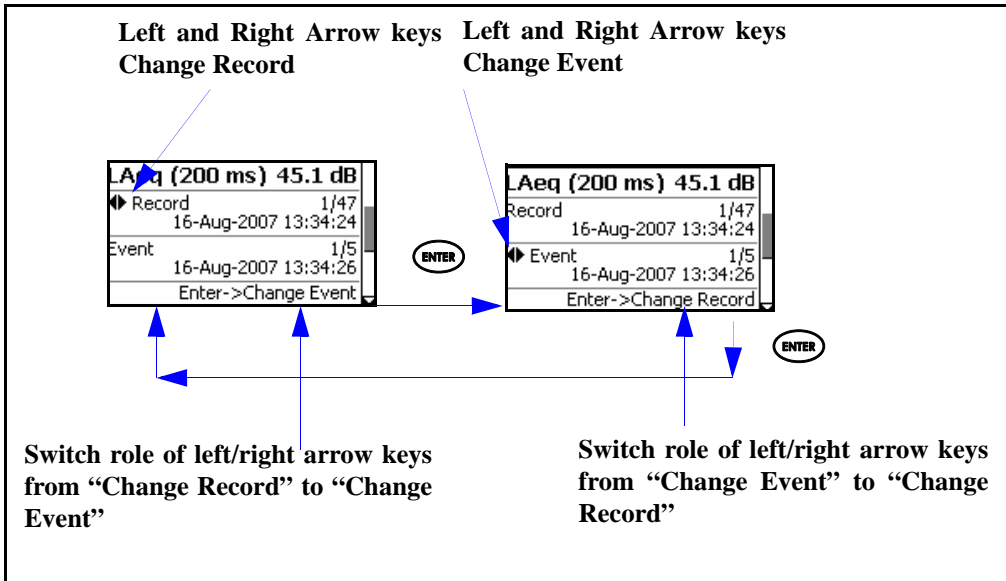 Left and Right Arrow keys
Change Record
Left and Right Arrow keys
Change Event
LAeq (200 ms) 45.1 dB
Record 1/47
16-Aug-2007 13:34:24
Event 1/5
16-Aug-2007 13:34:26
Enter->Change Event
ENTER
LAeq (200 ms) 45.1 dB
Record 1/47
16-Aug-2007 13:34:24
Event 1/5
16-Aug-2007 13:34:26
Enter->Change Record
ENTER
Switch role of left/right arrow keys
from “Change Record” to “Change
Event”
Switch role of left/right arrow keys
from “Change Event” to “Change
Record”